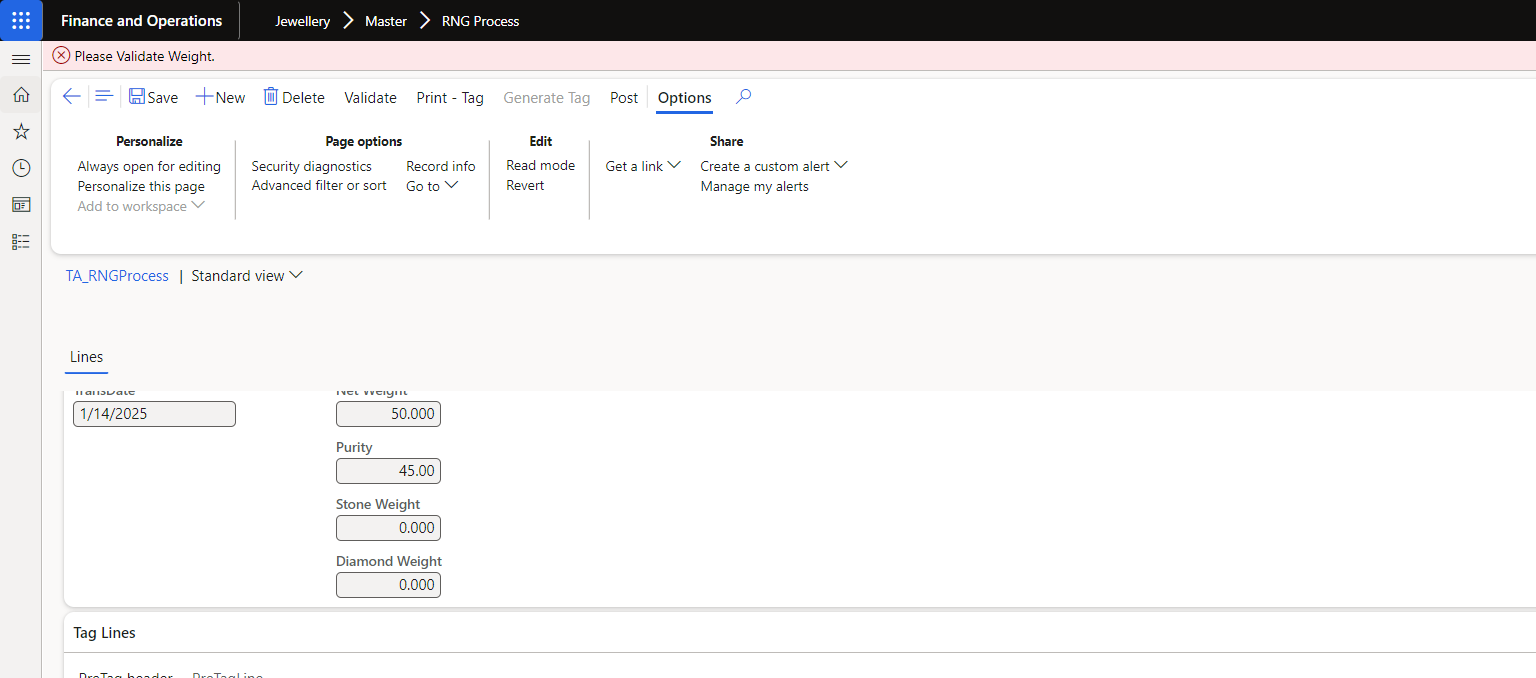 Finance and Operations Jewellery Master RNG Process
Please Validate Weight.
Save New Delete Validate Print - Tag Generate Tag Post Options
Personalize Page options Edit Share
Always open for editing Security diagnostics Record info Read mode Get a link Create a custom alert
Personalize this page Advanced filter or sort Go to Revert Manage my alerts
Add to workspace
TA_RNGProcess | Standard view
Lines
TransDate Net Weight
1/14/2025 50.000
Purity
45.00
Stone Weight
0.000
Diamond Weight
0.000
Tag Lines
ProTag header ProTagLine